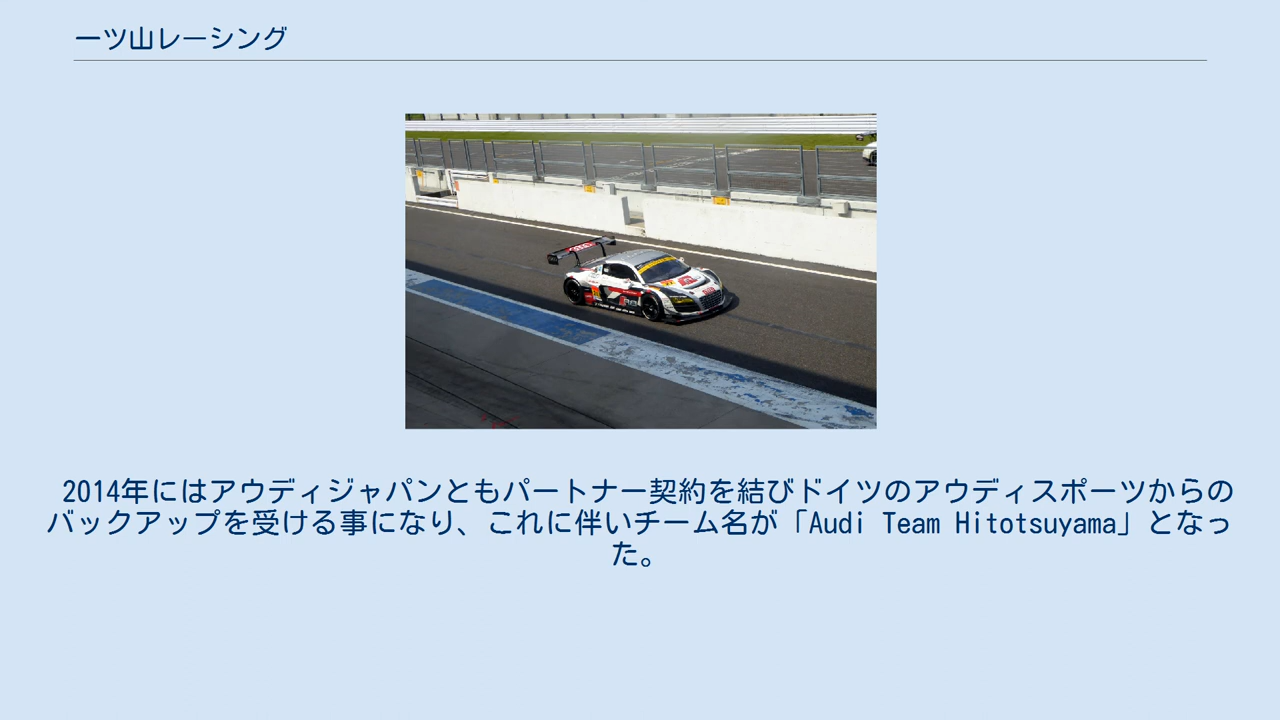 一ツ山レーシング
2014年にはアウディジャパンともパートナー契約を結びドイツのアウディスポーツからの
バックアップを受ける事になり、これに伴いチーム名が「Audi Team Hitotsuyama」となっ
た。